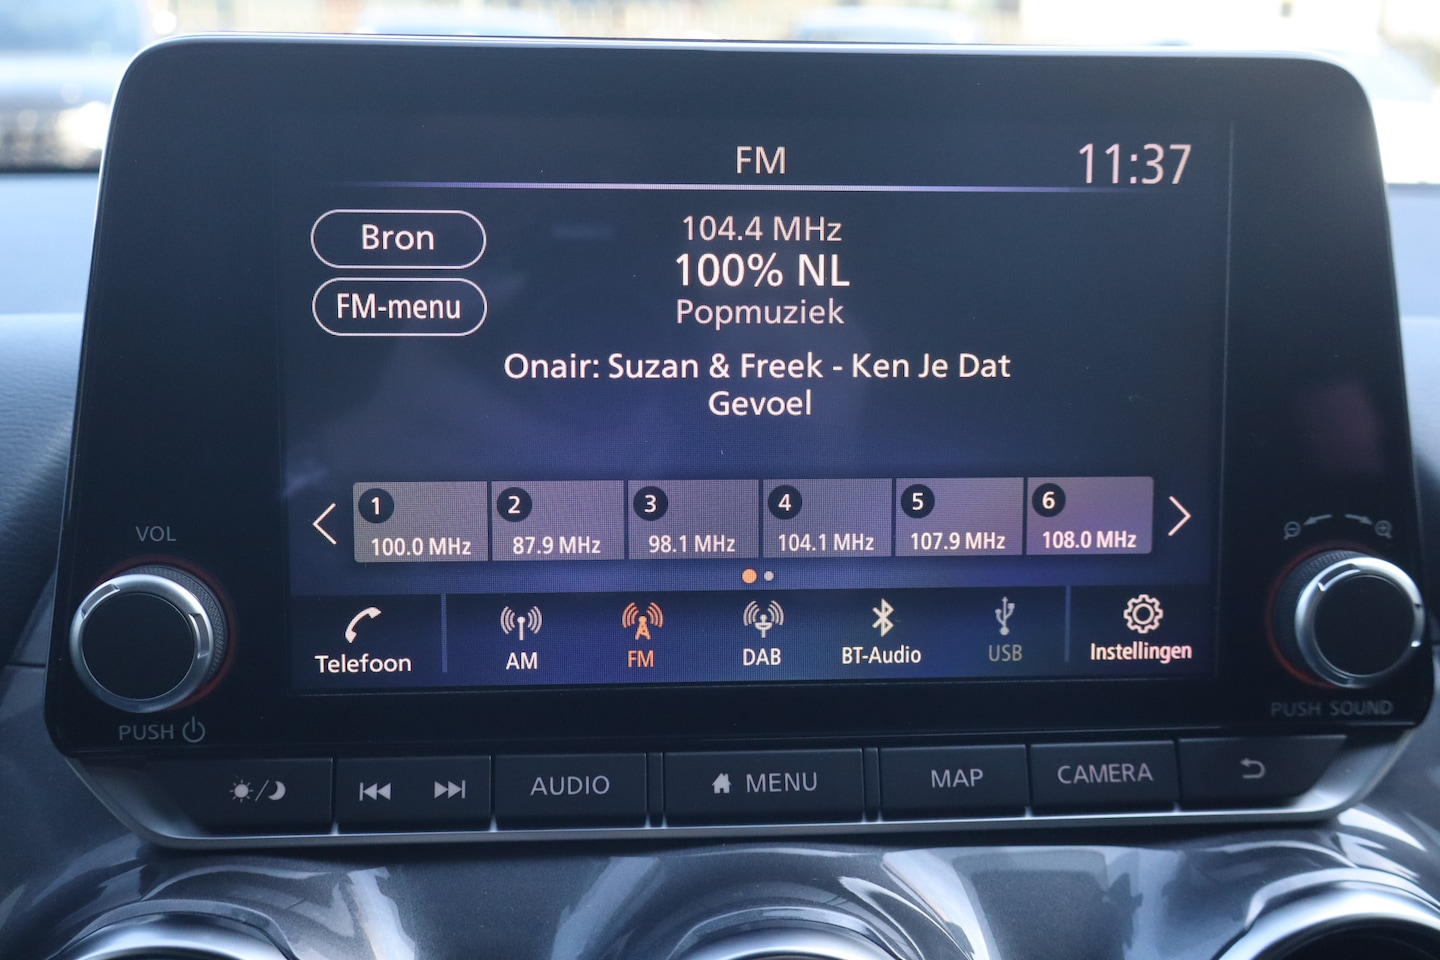 FM
11:37
Bron
FM-menu
104.4 MHz
100% NL
Popmuziek
Onair: Suzan & Freek - Ken Je Dat
Gevoel
1 2 3 4 5 6
100.0 MHz 87.9 MHz 98.1 MHz 104.1 MHz 107.9 MHz 108.0 MHz
Telefoon AM FM DAB BT-Audio USB Instellingen
VOL
PUSH
PUSH SOUND
AUDIO MENU MAP CAMERA